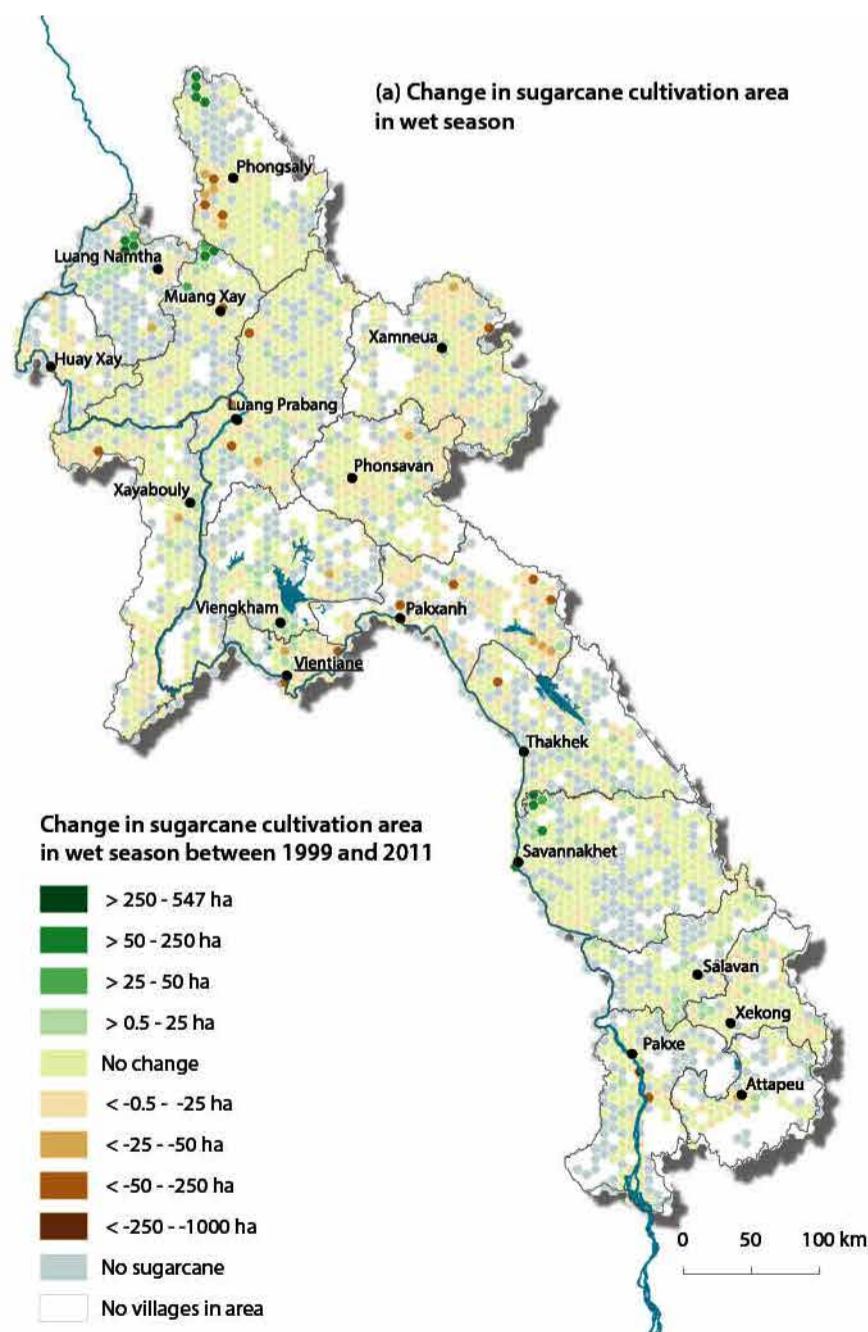 (a) Change in sugarcane cultivation area
in wet season
Phongsaly
Luang Namtha
Muang Xay
Xamneua
Huay Xay
Luang Prabang
Phonsavan
Xayabouly
Viengkham
Pakxanh
Vientiane
Thakhek
Change in sugarcane cultivation area
in wet season between 1999 and 2011
Savannakhet
> 250 - 547 ha
> 50 - 250 ha
> 25 - 50 ha
> 0.5 - 25 ha
No change
< -0.5 - -25 ha
< -25 - -50 ha
< -50 - -250 ha
< -250 - -1000 ha
No sugarcane
No villages in area
Salavan
Xekong
Pakxe
Attapeu
0 50 100 km